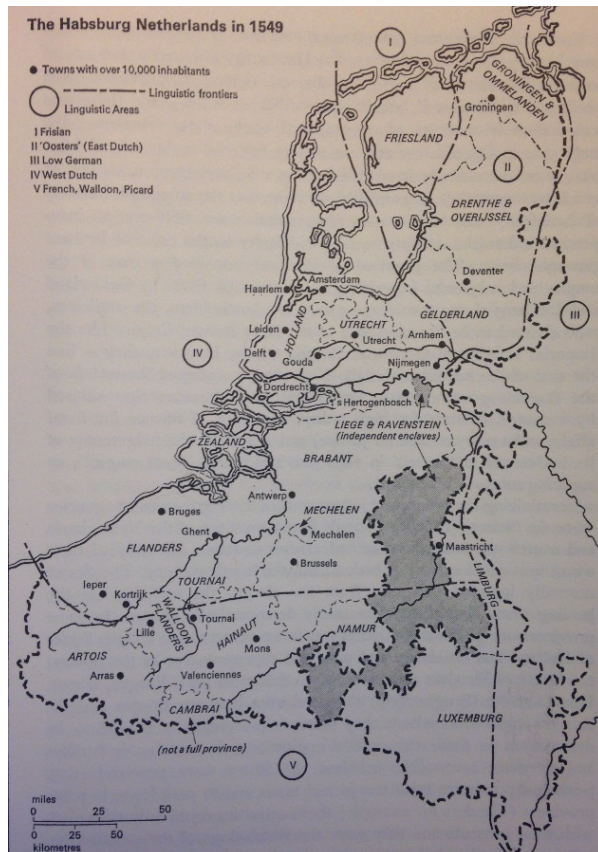 The Habsburg Netherlands in 1549
Towns with over 10,000 inhabitants
Linguistic frontiers
Linguistic Areas
I Frisian
II 'Oosters' (East Dutch)
III Low German
IV West Dutch
V French, Walloon, Picard
I
GRONINGEN &
OMMELANDEN
Groningen
FRIESLAND
II
DRENTHE &
OVERIJSSEL
Deventer
Haarlem
Amsterdam
III
GELDERLAND
Leiden
HOLLAND
UTRECHT
Utrecht
Arnhem
IV
Delft
Gouda
Nijmegen
Dordrecht
's Hertogenbosch
LIEGE & RAVENSTEIN
(independent enclaves)
ZEALAND
BRABANT
Antwerp
Bruges
MECHELEN
Mechelen
Ghent
FLANDERS
Maastricht
Brussels
Ieper
TOURNAI
LIMBURG
Kortrijk
WALLOON
FLANDERS
Lille
Tournai
HAINAUT
NAMUR
Mons
ARTOIS
Arras
Valenciennes
CAMBRAI
LUXEMBURG
(not a full province)
V
miles
0 25 50
0 25 50
kilometres